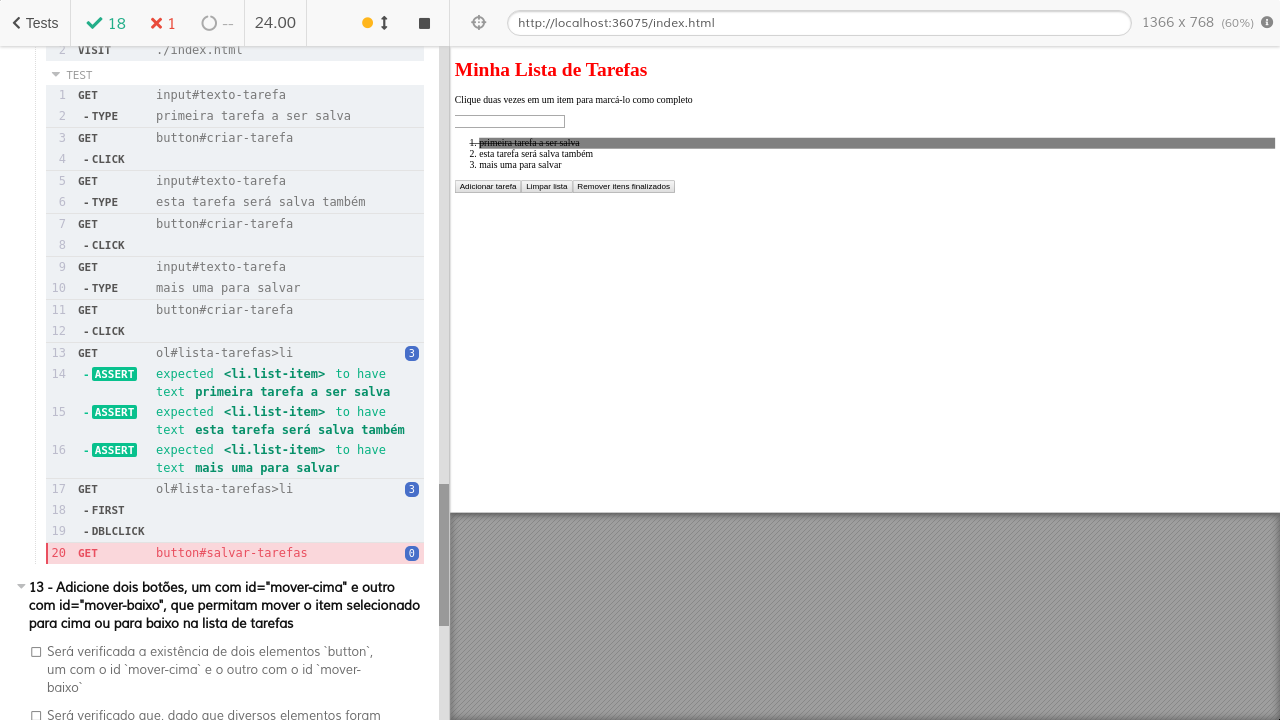 Tests
18
1
--
24.00
http://localhost:36075/index.html
1366 x 768 (60%)
2 VISIT ./index.html
TEST
1 GET input#texto-tarefa
2 -TYPE primeira tarefa a ser salva
3 GET button#criar-tarefa
4 -CLICK
5 GET input#texto-tarefa
6 -TYPE esta tarefa será salva também
7 GET button#criar-tarefa
8 -CLICK
9 GET input#texto-tarefa
10 -TYPE mais uma para salvar
11 GET button#criar-tarefa
12 -CLICK
13 GET ol#lista-tarefas>li 3
14 -ASSERT expected <li.list-item> to have
text primeira tarefa a ser salva
15 -ASSERT expected <li.list-item> to have
text esta tarefa será salva também
16 -ASSERT expected <li.list-item> to have
text mais uma para salvar
17 GET ol#lista-tarefas>li 3
18 -FIRST
19 -DBLCLICK
20 GET button#salvar-tarefas 0
13 - Adicione dois botões, um com id="mover-cima" e outro
com id="mover-baixo", que permitam mover o item selecionado
para cima ou para baixo na lista de tarefas
Será verificada a existência de dois elementos `button`,
um com o id `mover-cima` e o outro com o id `mover-
baixo`
Será verificado que, dado que diversos elementos foram
Minha Lista de Tarefas
Clique duas vezes em um item para marcá-lo como completo
1. primeira tarefa a ser salva
2. esta tarefa será salva também
3. mais uma para salvar
Adicionar tarefa Limpar lista Remover itens finalizados